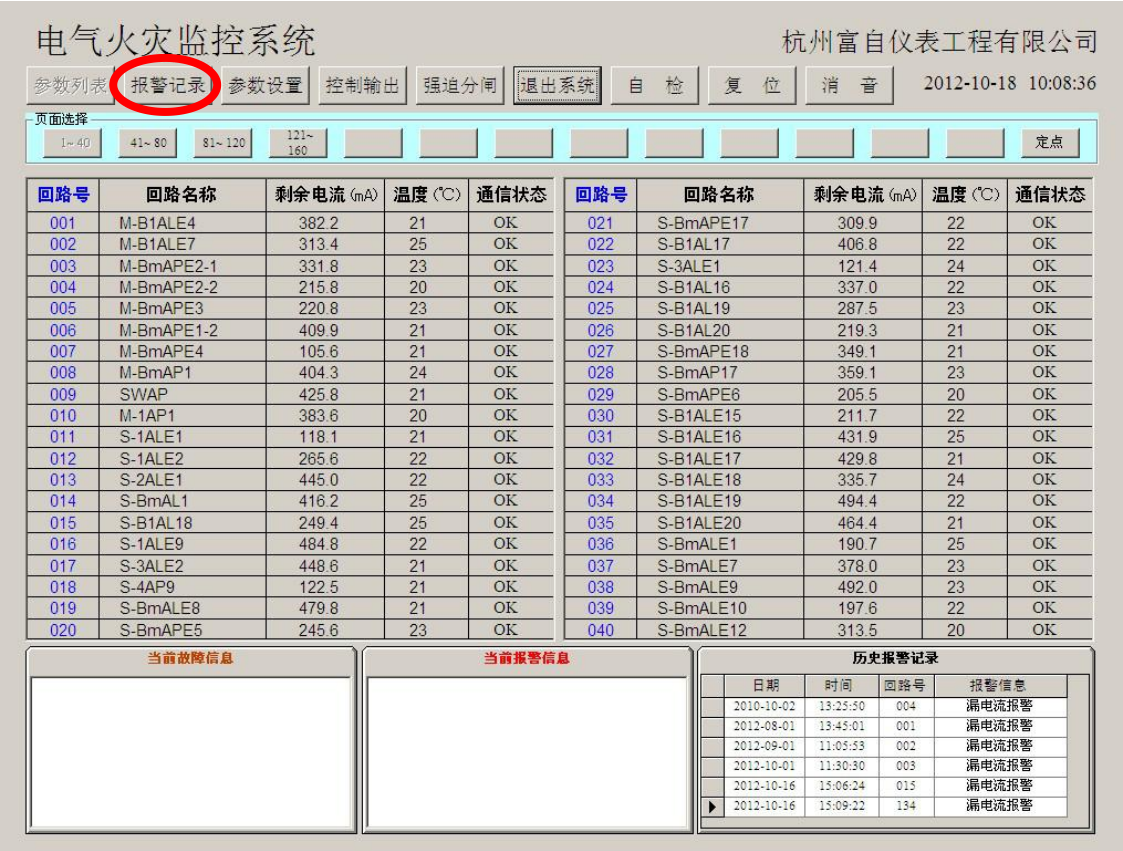 电气火灾监控系统 杭州富自仪表工程有限公司
参数列表 报警记录 参数设置 控制输出 强迫分闸 退出系统 自 检 复 位 消 音 2012-10-18 10:08:36
页面选择
1~40 41~80 81~120 121~160 定点
回路号 回路名称 剩余电流(mA) 温度(℃) 通信状态 回路号 回路名称 剩余电流(mA) 温度(℃) 通信状态
001 M-B1ALE4 382.2 21 OK 021 S-BmAPE17 309.9 22 OK
002 M-B1ALE7 313.4 25 OK 022 S-B1AL17 406.8 22 OK
003 M-BmAPE2-1 331.8 23 OK 023 S-3ALE1 121.4 24 OK
004 M-BmAPE2-2 215.8 20 OK 024 S-B1AL16 337.0 22 OK
005 M-BmAPE3 220.8 23 OK 025 S-B1AL19 287.5 23 OK
006 M-BmAPE1-2 409.9 21 OK 026 S-B1AL20 219.3 21 OK
007 M-BmAPE4 105.6 21 OK 027 S-BmAPE18 349.1 21 OK
008 M-BmAP1 404.3 24 OK 028 S-BmAP17 359.1 23 OK
009 SWAP 425.8 21 OK 029 S-BmAPE6 205.5 20 OK
010 M-1AP1 383.6 20 OK 030 S-B1ALE15 211.7 22 OK
011 S-1ALE1 118.1 21 OK 031 S-B1ALE16 431.9 25 OK
012 S-1ALE2 265.6 22 OK 032 S-B1ALE17 429.8 21 OK
013 S-2ALE1 445.0 22 OK 033 S-B1ALE18 335.7 24 OK
014 S-BmAL1 416.2 25 OK 034 S-B1ALE19 494.4 22 OK
015 S-B1AL18 249.4 25 OK 035 S-B1ALE20 464.4 21 OK
016 S-1ALE9 484.8 22 OK 036 S-BmALE1 190.7 25 OK
017 S-3ALE2 448.6 21 OK 037 S-BmALE7 378.0 23 OK
018 S-4AP9 122.5 21 OK 038 S-BmALE9 492.0 23 OK
019 S-BmALE8 479.8 21 OK 039 S-BmALE10 197.6 22 OK
020 S-BmAPE5 245.6 23 OK 040 S-BmALE12 313.5 20 OK
当前故障信息 当前报警信息 历史报警记录
日期 时间 回路号 报警信息
2010-10-02 13:25:50 004 漏电流报警
2012-08-01 13:45:01 001 漏电流报警
2012-09-01 11:05:53 002 漏电流报警
2012-10-01 11:30:30 003 漏电流报警
2012-10-16 15:06:24 015 漏电流报警
2012-10-16 15:09:22 134 漏电流报警